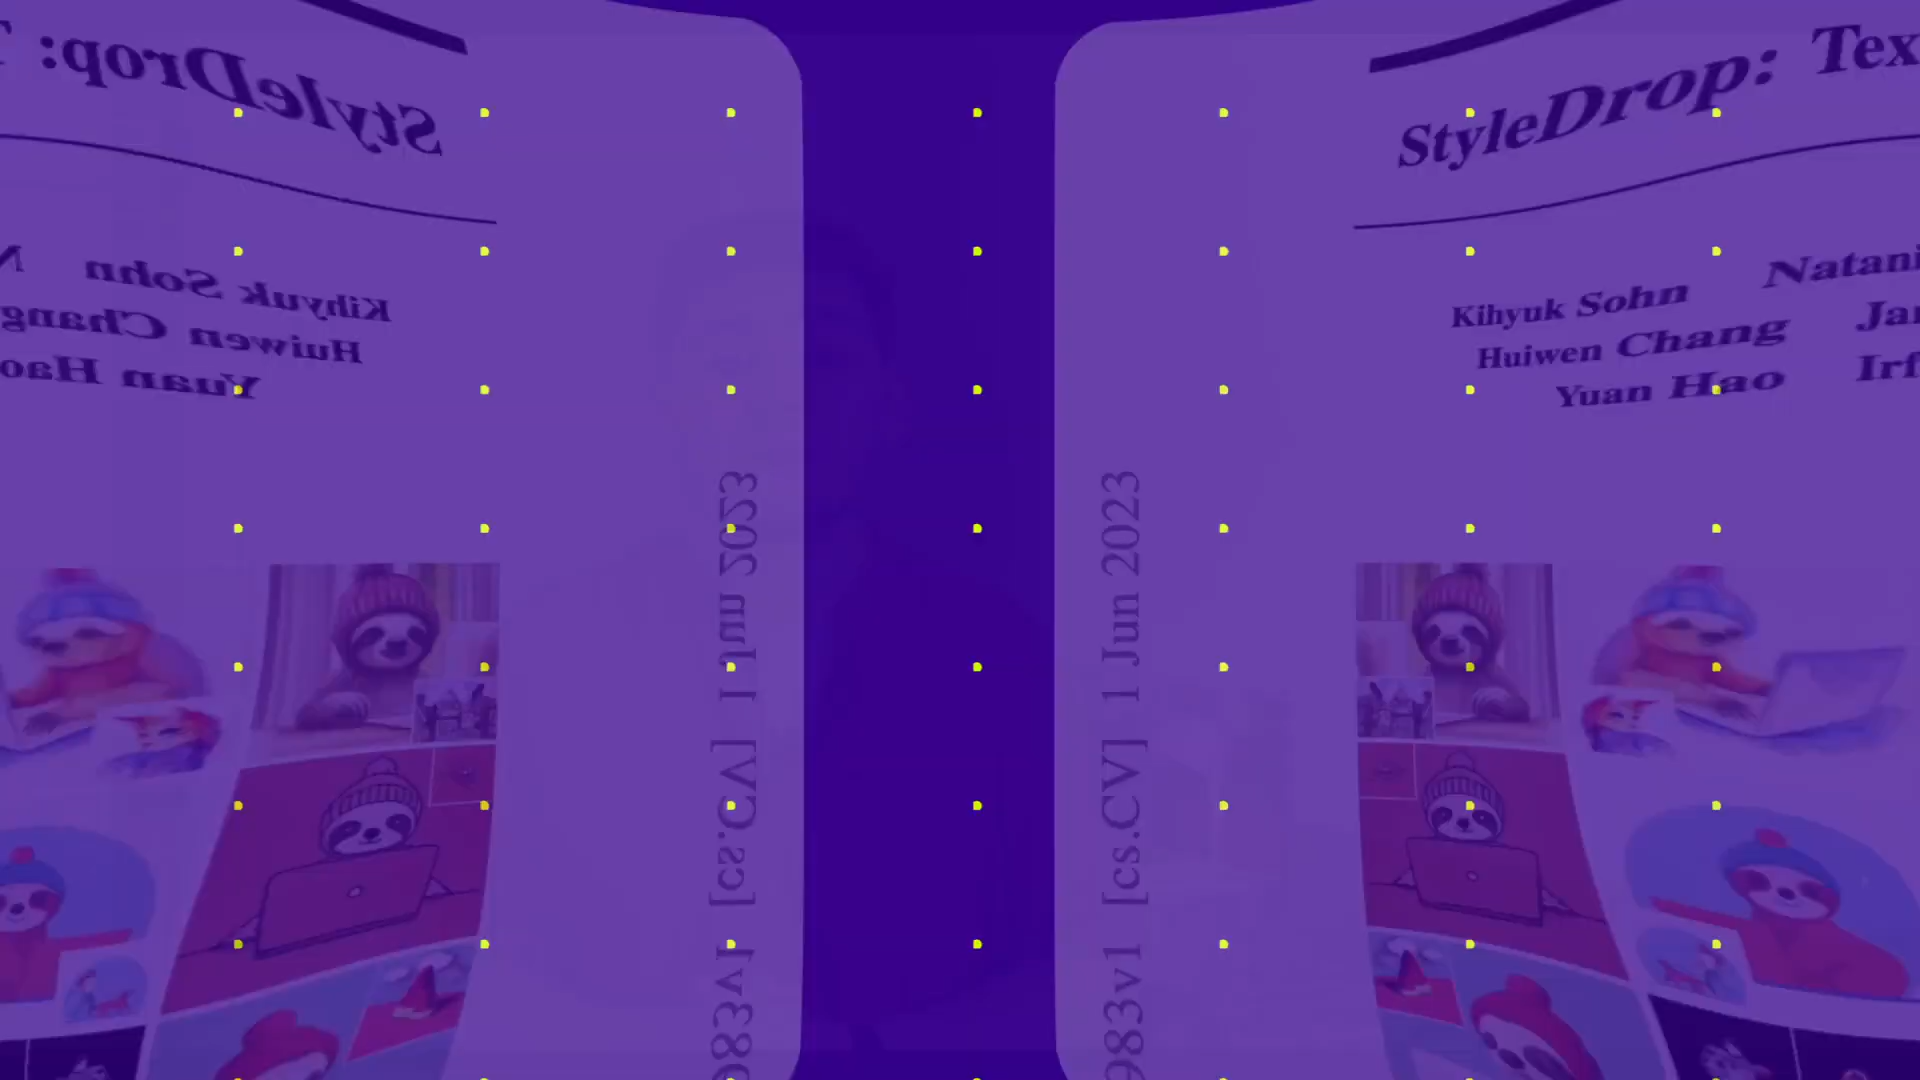 StyleDrop: T
Kihyuk Sohn N
Huiwen Chang
Yuan Hao
983v1 [cs.CV] 1 Jun 2023
StyleDrop: Tex
Kihyuk Sohn Natani
Huiwen Chang Jar
Yuan Hao Irf
983v1 [cs.CV] 1 Jun 2023